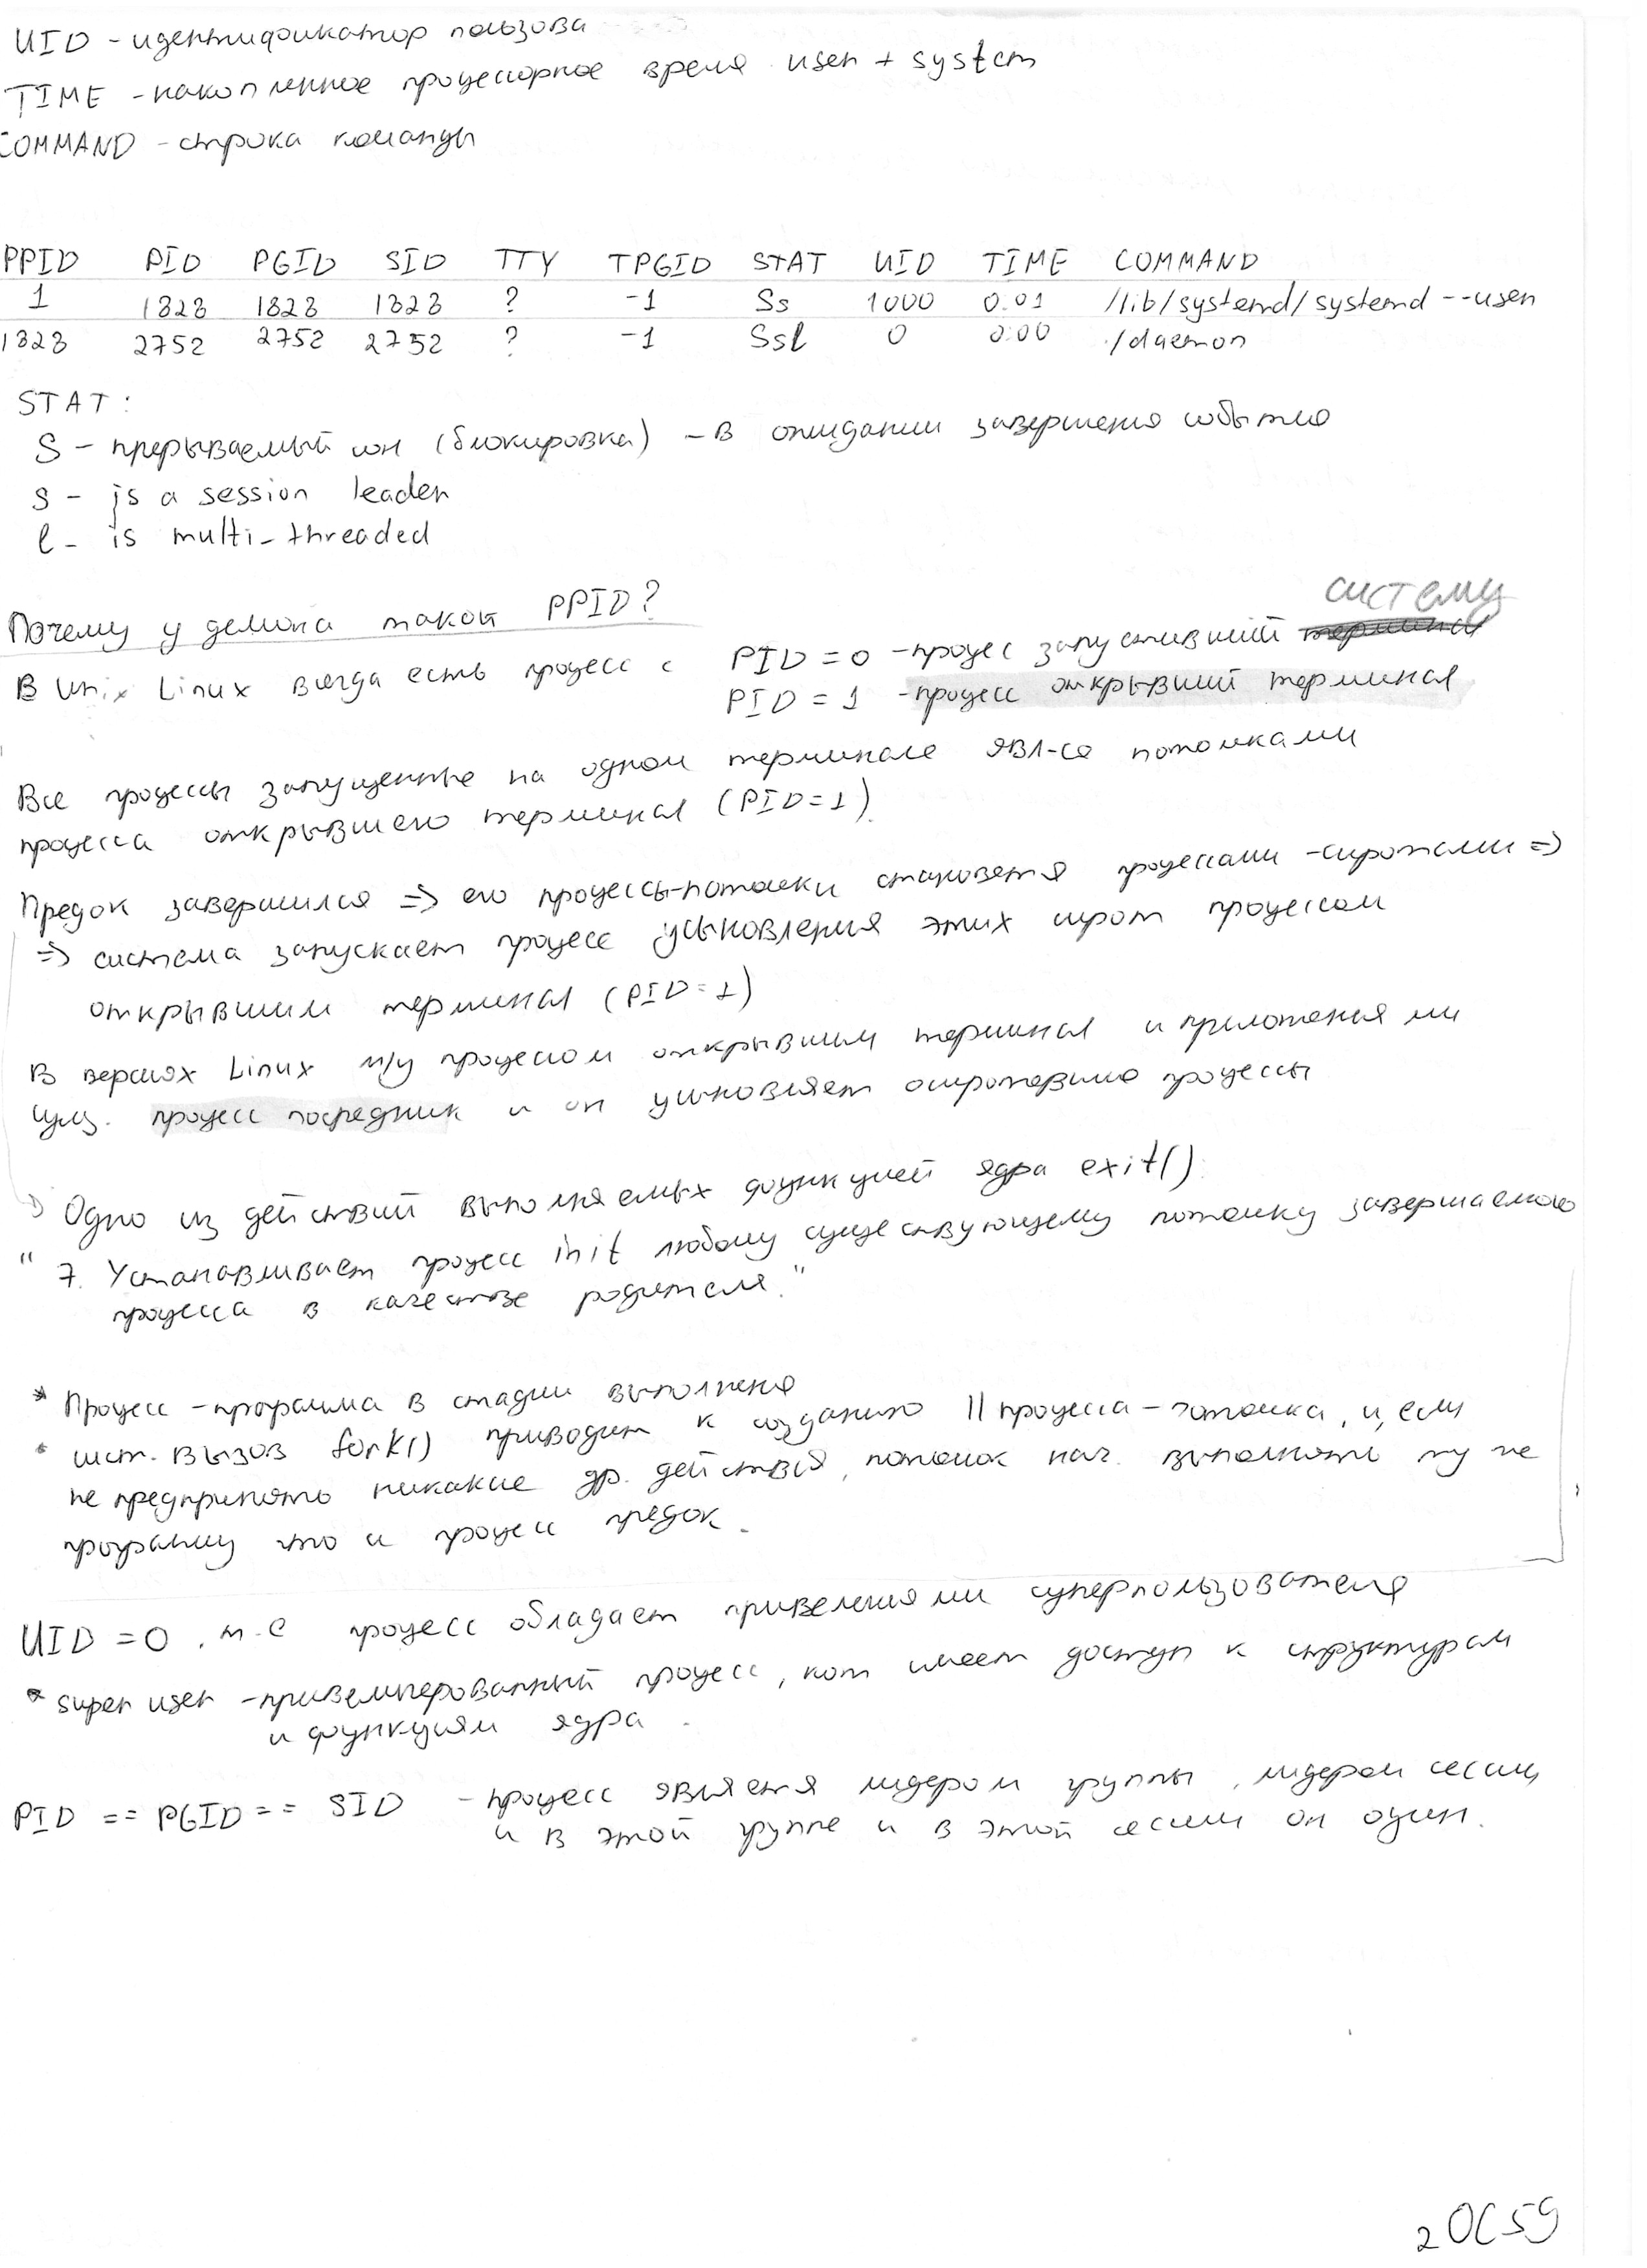 UID - идентификатор пользова
TIME - накопленное процессорное время user + system
COMMAND - строка команды
PPID PID PGID SID TTY TPGID STAT UID TIME COMMAND
1 1323 1323 1323 ? -1 Ss 1000 0.01 /lib/systemd/systemd --user
1323 2752 2752 2752 ? -1 Ssl 0 0:00 ./daemon
STAT:
S - прерываемый сон (блокировка) - в ожидании завершения события
s - is a session leader
l - is multi-threaded
Почему у демона такой PPID?
систему
В Unix Linux всегда есть процесс с PID = 0 - процес запустивший терминал
PID = 1 - процесс открывший терминал
Все процессы запущенные на одном терминале явл-ся потомками
процесса открывшего терминал (PID=1).
Предок завершился => его процессы-потомки становятся процессами-сиротами =>
=> система запускает процесс усыновления этих сирот процессом
открывшим терминал (PID=1)
В версиях Linux м/у процессом открывшим терминал и приложениями
сущ. процесс посредник и он усыновляет осиротевшие процессы
Одно из действий выполняемых функцией ядра exit()
" 7. Устанавливает процесс init любому существующему потомку завершаемого
процесса в качестве родителя."
* Процесс - программа в стадии выполнения
* сист. вызов fork() приводит к созданию || процесса-потомка, и, если
не предпринять никакие др. действия, потомок нач. выполнять ту же
программу что и процесс предок.
UID = 0, т.е процесс обладает привелегиями суперпользователя
* super user - привелигерованный процесс, кот имеет доступ к структурам
и функциям ядра.
PID == PGID == SID - процесс является лидером группы, лидером сессии
и в этой группе и в этой сессии он один.
2 ОС 59